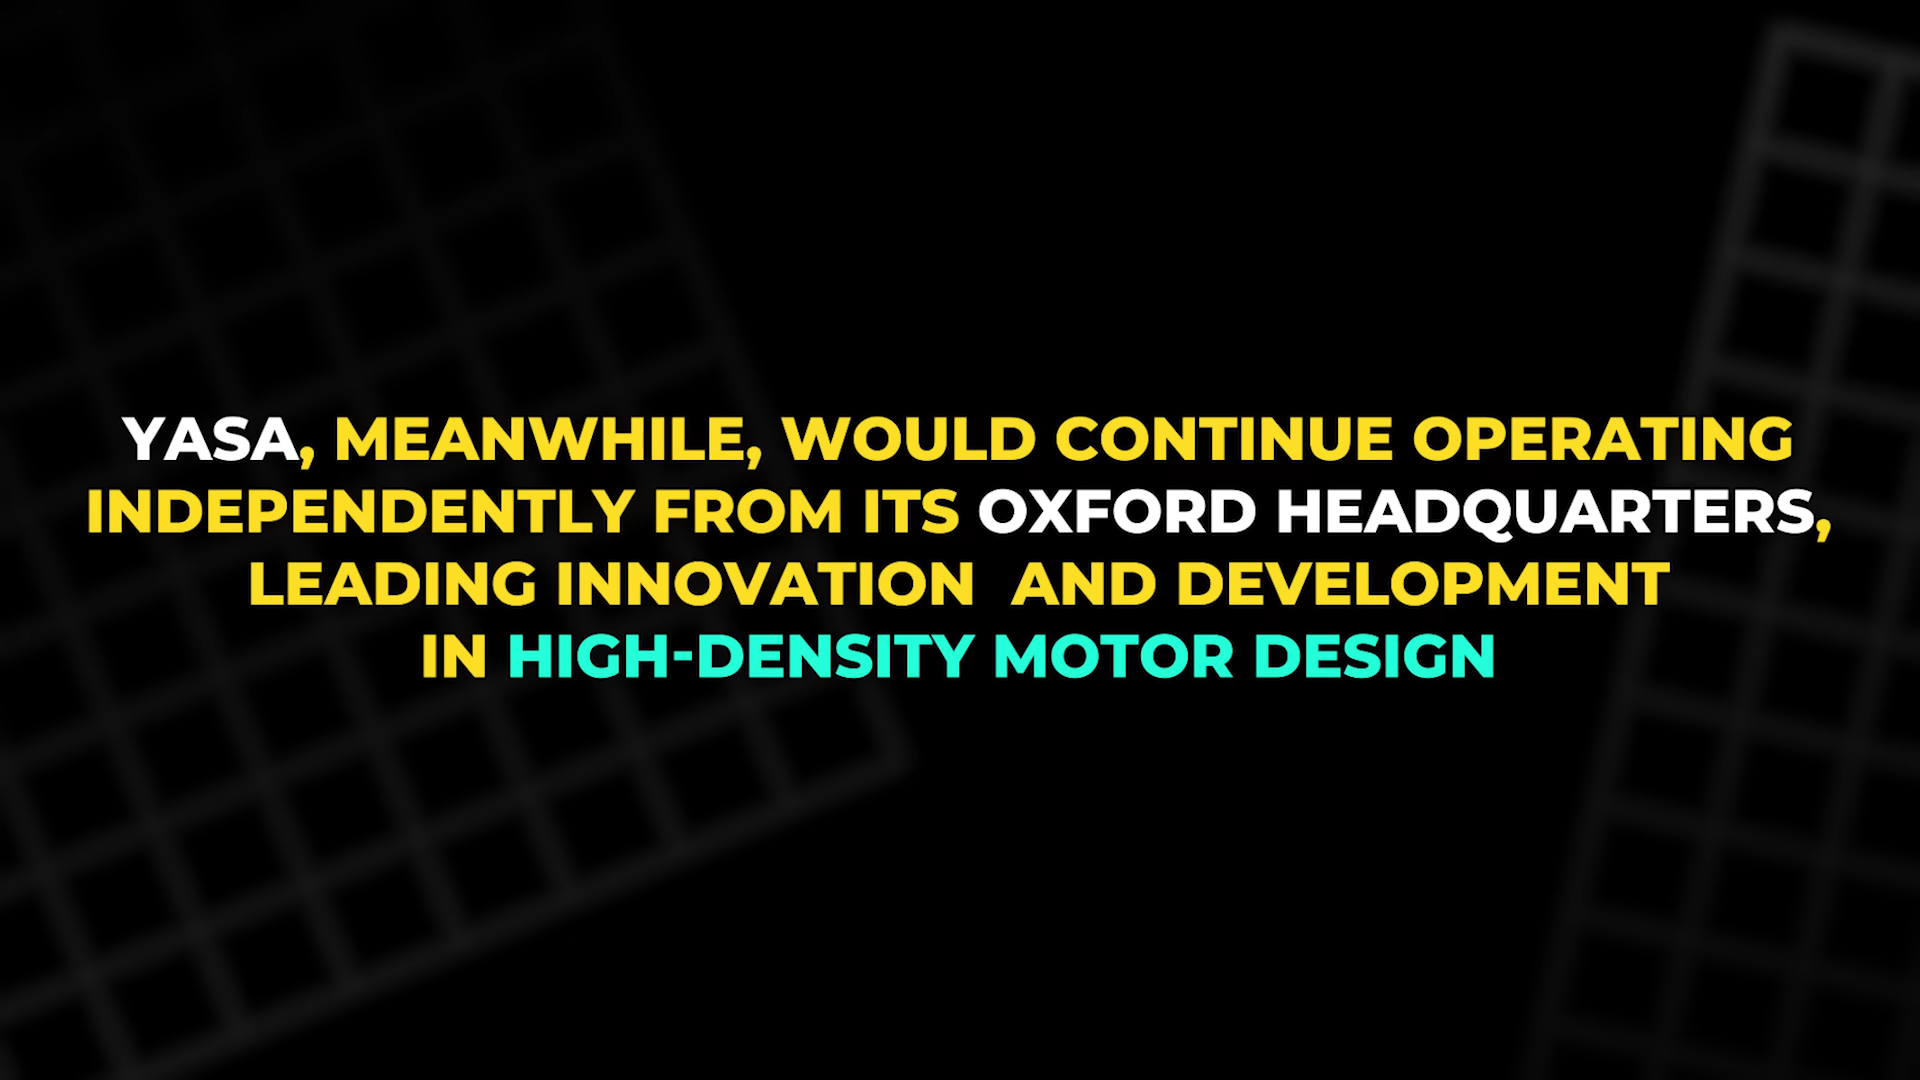 YASA, MEANWHILE, WOULD CONTINUE OPERATING
INDEPENDENTLY FROM ITS OXFORD HEADQUARTERS,
LEADING INNOVATION  AND DEVELOPMENT
IN HIGH-DENSITY MOTOR DESIGN